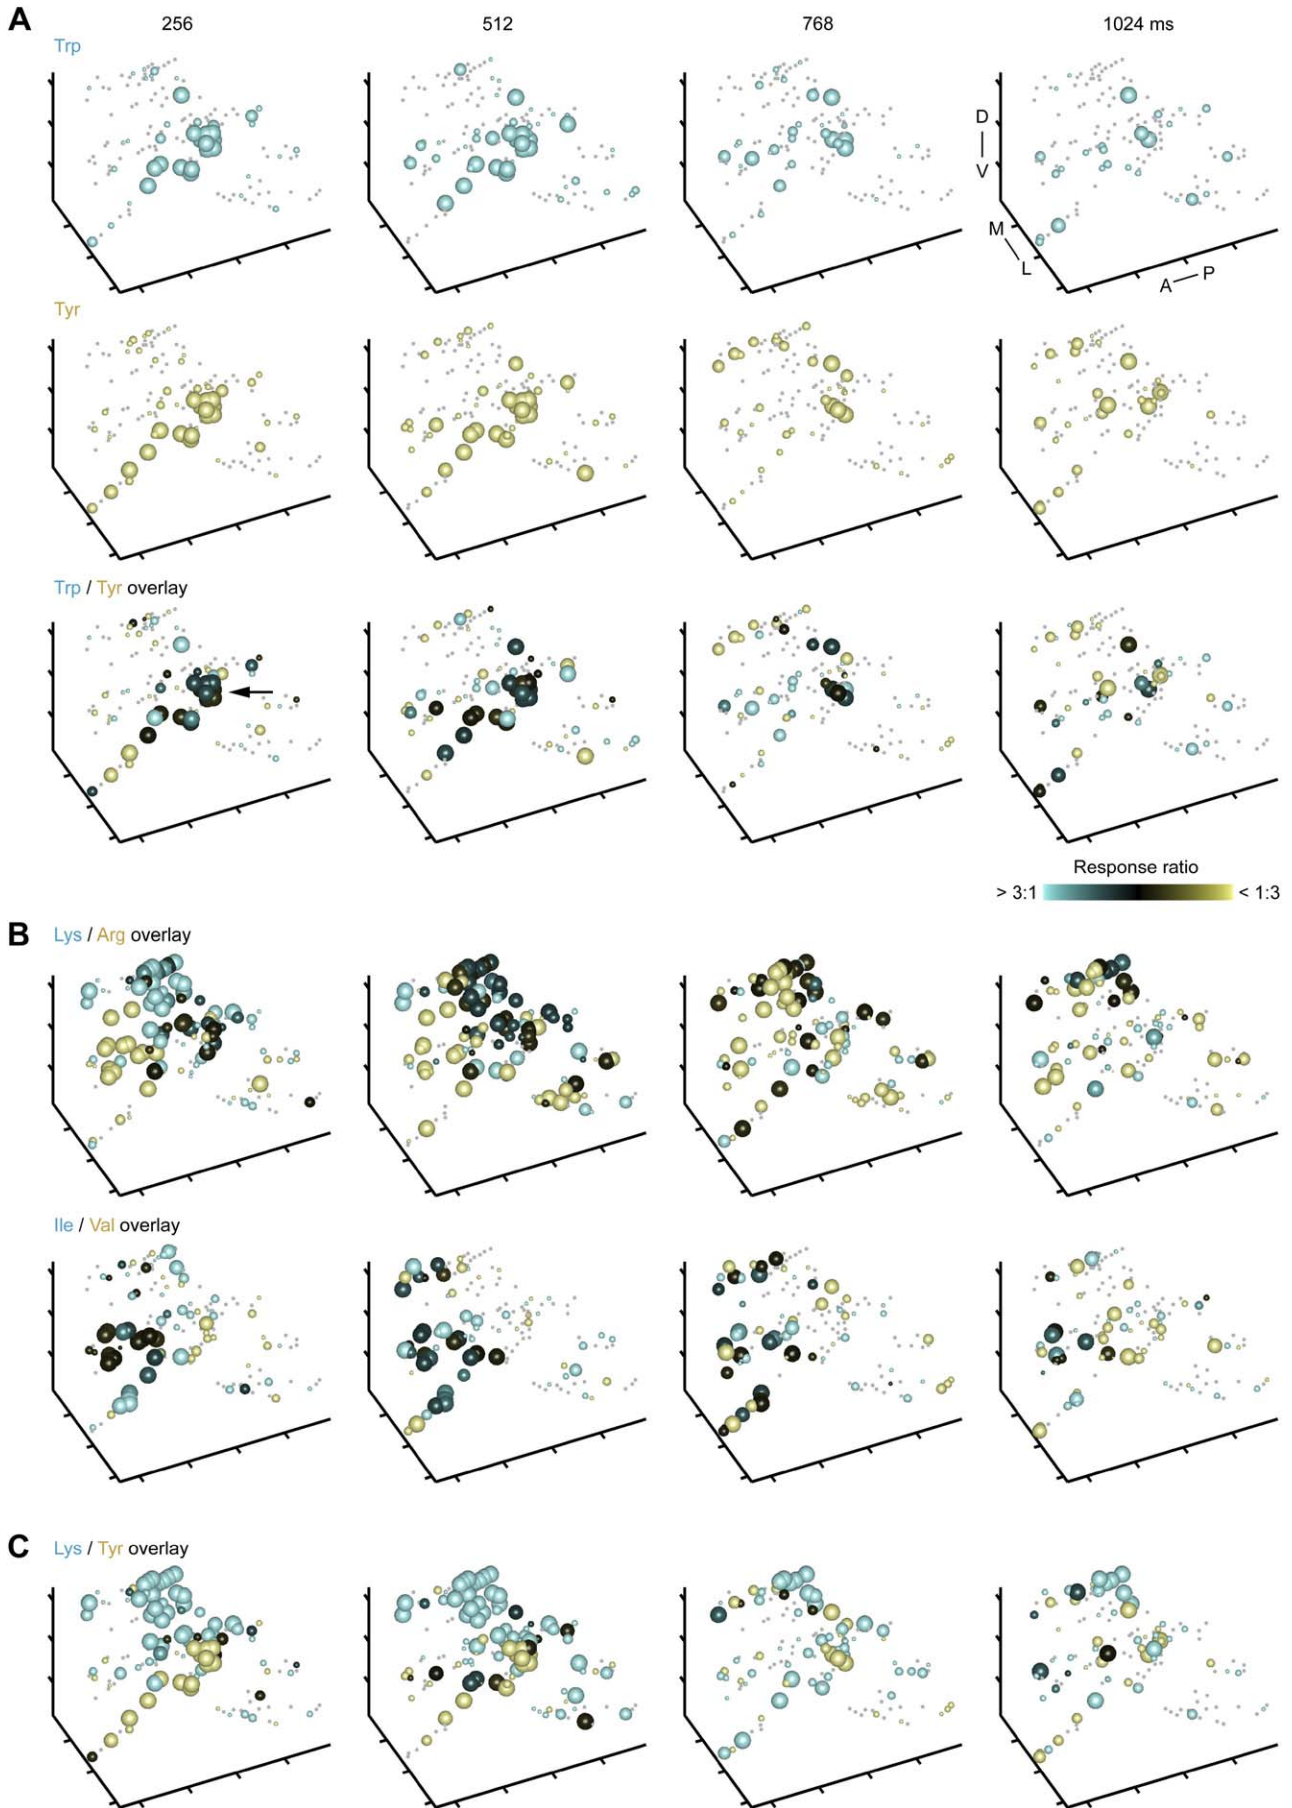 A
256 512 768 1024 ms
Trp
D
V
M
L
A P
Tyr
Trp / Tyr overlay
Response ratio
> 3:1 < 1:3
B
Lys / Arg overlay
Ile / Val overlay
C
Lys / Tyr overlay